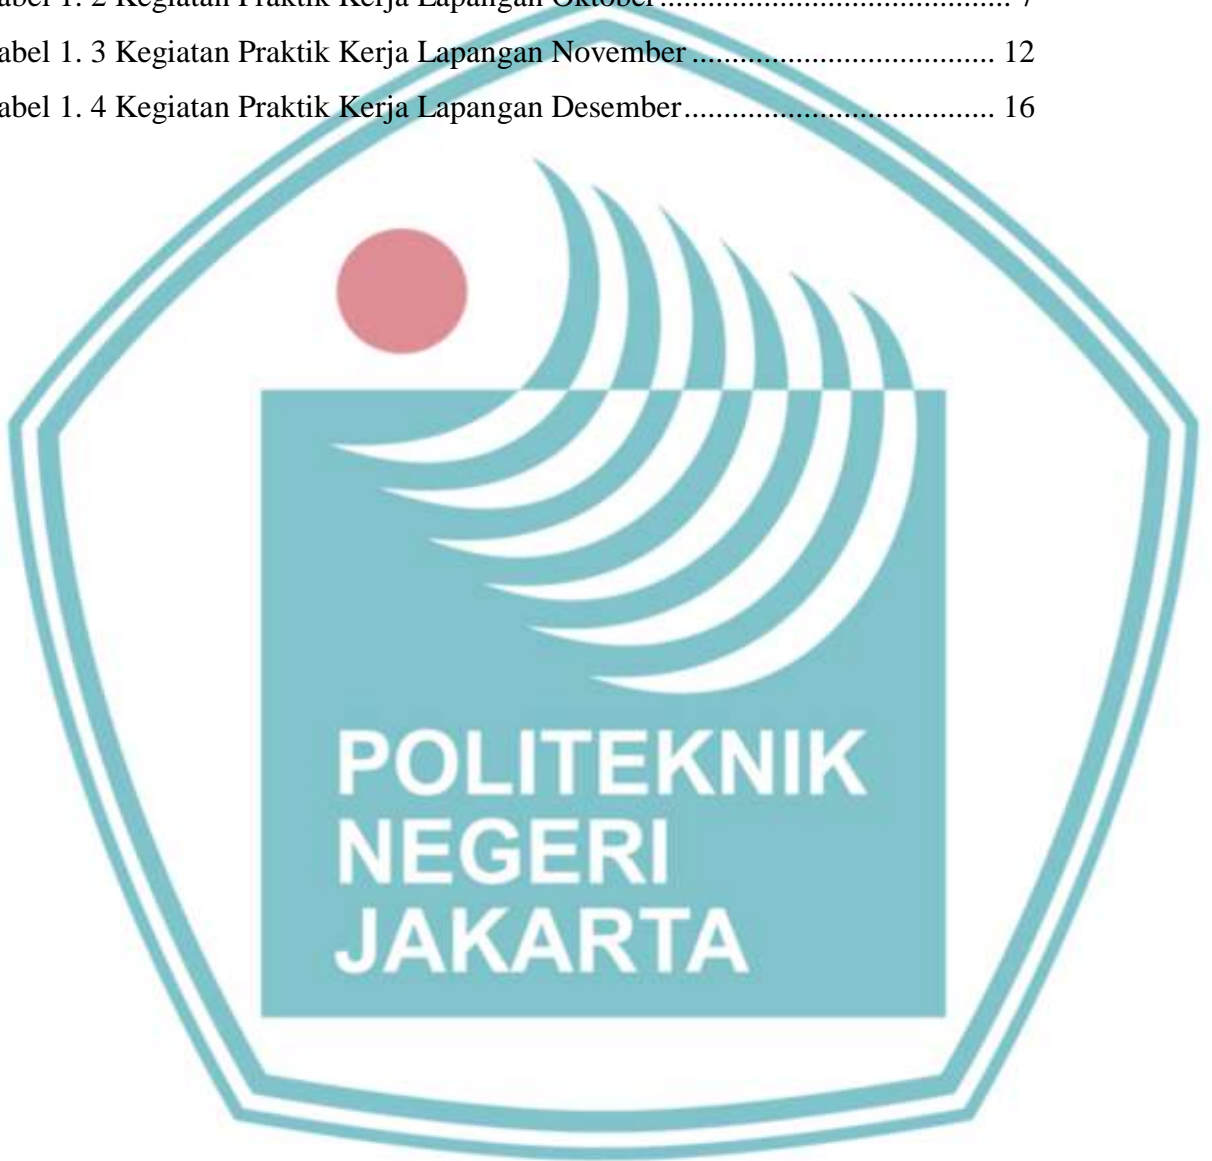 abel 1. 2 Kegiatan Praktik Kerja Lapangan Oktober.......................................... 7
abel 1. 3 Kegiatan Praktik Kerja Lapangan November.................................... 12
abel 1. 4 Kegiatan Praktik Kerja Lapangan Desember..................................... 16
POLITEKNIK
NEGERI
JAKARTA